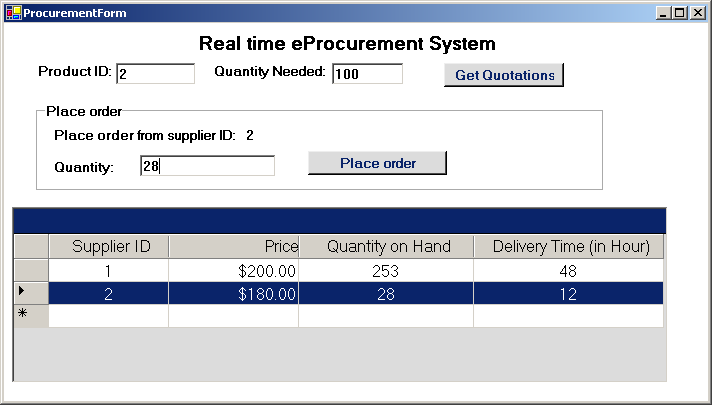 ProcurementForm
Real time eProcurement System
Product ID: 2 Quantity Needed: 100 Get Quotations
Place order
Place order from supplier ID: 2
Quantity: 28 Place order
Supplier ID Price Quantity on Hand Delivery Time (in Hour)
1 $200.00 253 48
2 $180.00 28 12
*